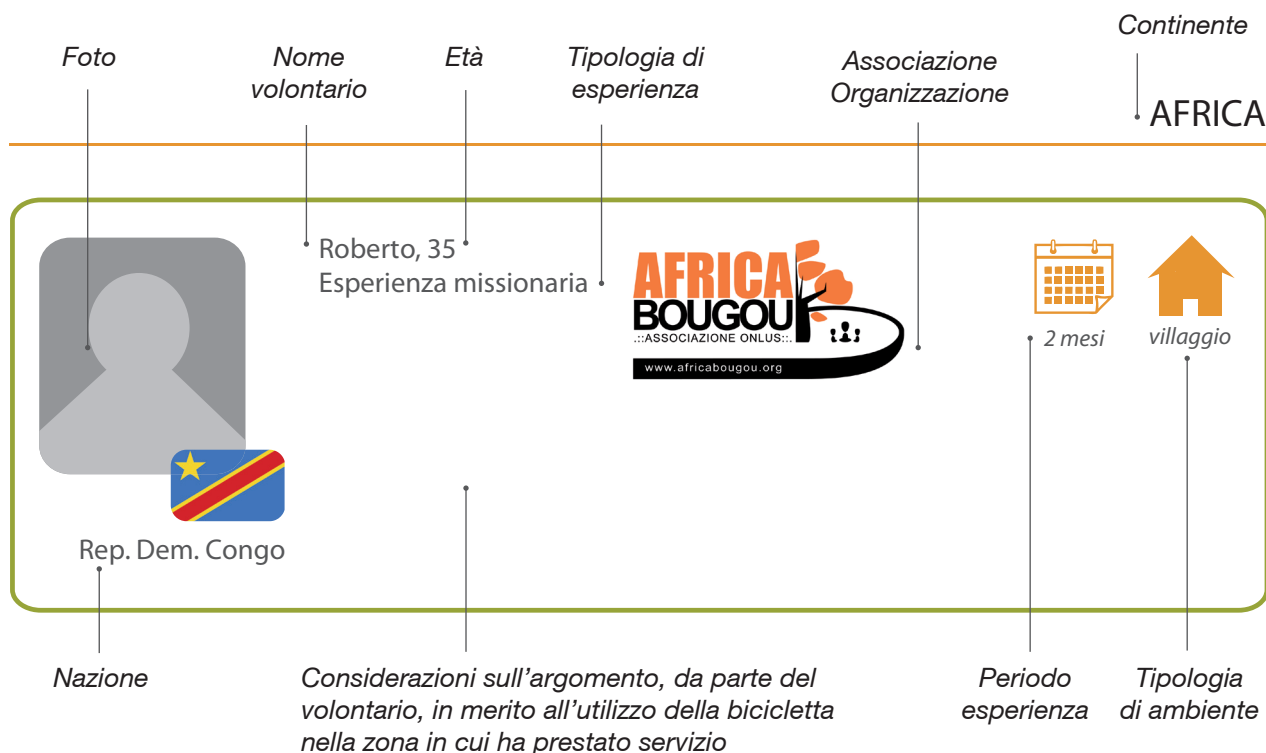 Continente
Foto
Nome
volontario
Età
Tipologia di
esperienza
Associazione
Organizzazione
AFRICA
Roberto, 35
Esperienza missionaria
AFRICA
BOUGOU
.::ASSOCIAZIONE ONLUS::.
www.africabougou.org
2 mesi
villaggio
Rep. Dem. Congo
Nazione
Considerazioni sull’argomento, da parte del
volontario, in merito all’utilizzo della bicicletta
nella zona in cui ha prestato servizio
Periodo
esperienza
Tipologia
di ambiente